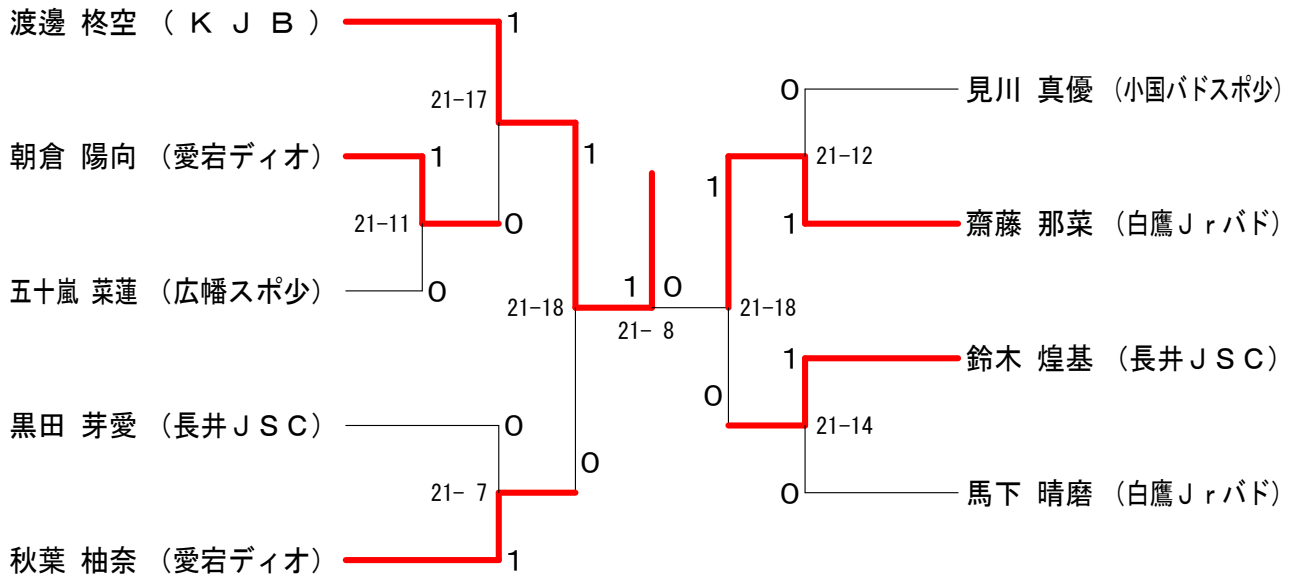 渡邊 柊空 （ＫＪＢ）
1
21-17
朝倉 陽向 （愛宕ディオ）
1
21-11
0
五十嵐 菜蓮 （広幡スポ少）
0
1
21-18
黒田 芽愛 （長井ＪＳＣ）
0
21- 7
0
秋葉 柚奈 （愛宕ディオ）
1
1
0
21- 8
0
見川 真優 （小国バドスポ少）
21-12
1
1
齋藤 那菜 （白鷹Ｊｒバド）
21-18
1
鈴木 煌基 （長井ＪＳＣ）
0
21-14
0
馬下 晴磨 （白鷹Ｊｒバド）